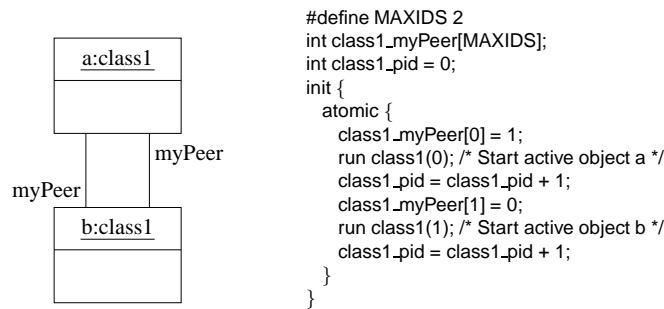 a:class1
myPeer
myPeer
b:class1
#define MAXIDS 2
int class1_myPeer[MAXIDS];
int class1_pid = 0;
init {
atomic {
class1_myPeer[0] = 1;
run class1(0); /* Start active object a */
class1_pid = class1_pid + 1;
class1_myPeer[1] = 0;
run class1(1); /* Start active object b */
class1_pid = class1_pid + 1;
}
}